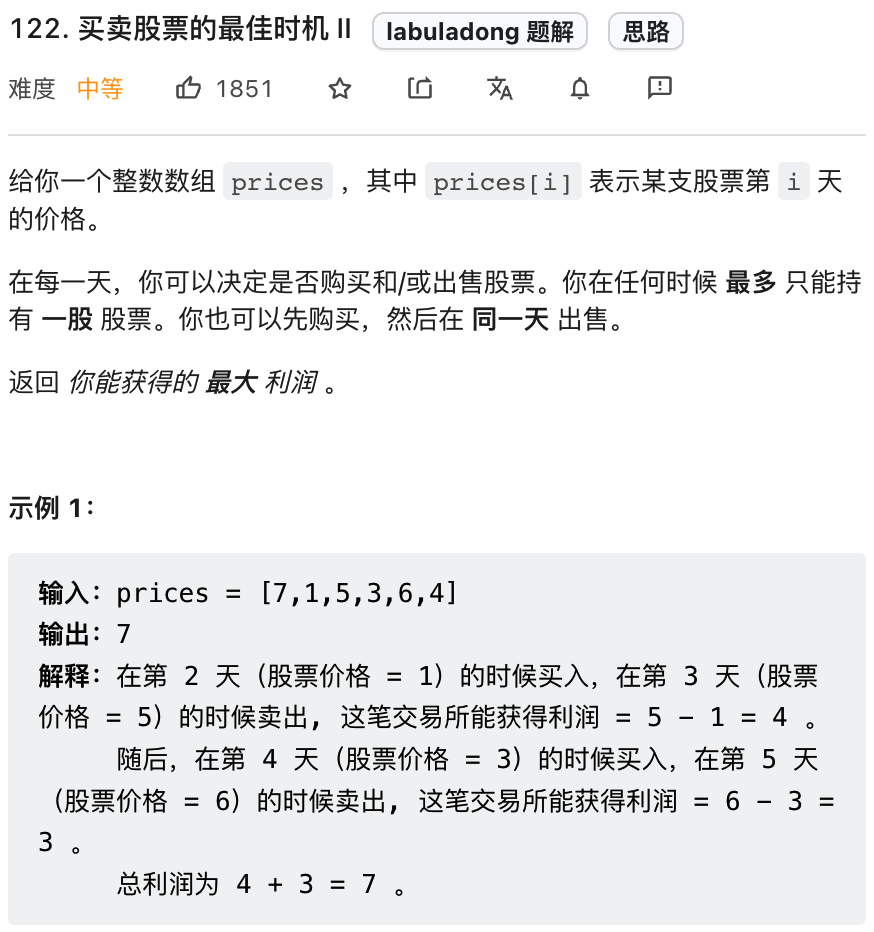 122. 买卖股票的最佳时机 II labuladong 题解 思路
难度 中等 1851
给你一个整数数组 prices ，其中 prices[i] 表示某支股票第 i 天
的价格。
在每一天，你可以决定是否购买和/或出售股票。你在任何时候 最多 只能持
有 一股 股票。你也可以先购买，然后在 同一天 出售。
返回 你能获得的 最大 利润 。
示例 1：
输入：prices = [7,1,5,3,6,4]
输出：7
解释：在第 2 天（股票价格 = 1）的时候买入，在第 3 天（股票
价格 = 5）的时候卖出, 这笔交易所能获得利润 = 5 - 1 = 4 。
随后，在第 4 天（股票价格 = 3）的时候买入，在第 5 天
（股票价格 = 6）的时候卖出, 这笔交易所能获得利润 = 6 - 3 =
3 。
总利润为 4 + 3 = 7 。